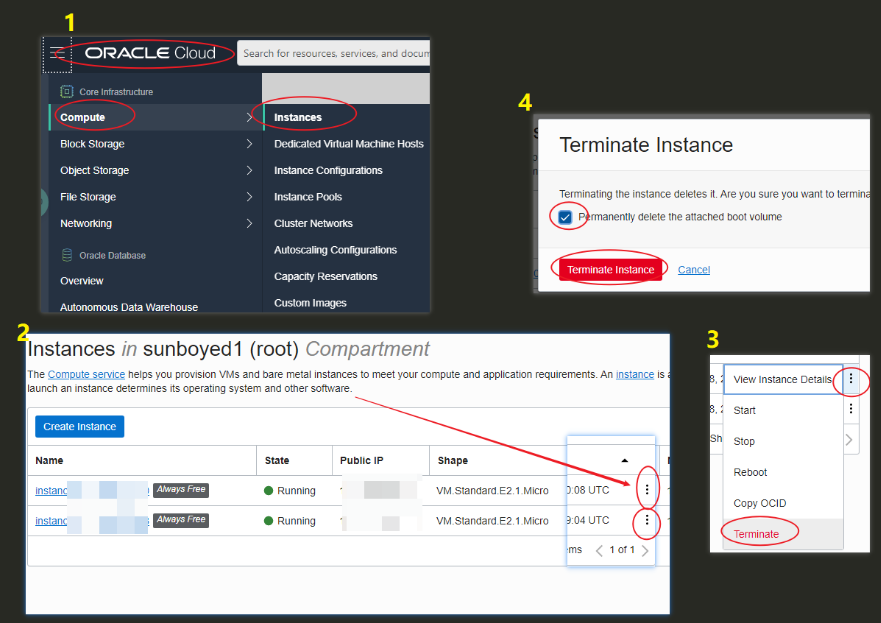 1
ORACLE Cloud
Search for resources, services, and docum
Core Infrastructure
Compute
Block Storage
Object Storage
File Storage
Networking
Oracle Database
Overview
Autonomous Data Warehouse
Instances
Dedicated Virtual Machine Hosts
Instance Configurations
Instance Pools
Cluster Networks
Autoscaling Configurations
Capacity Reservations
Custom Images
4
Terminate Instance
Terminating the instance deletes it. Are you sure you want to termina
Permanently delete the attached boot volume
Terminate Instance
Cancel
2
Instances in sunboyed1 (root) Compartment
The Compute service helps you provision VMs and bare metal instances to meet your compute and application requirements. An instance is a
launch an instance determines its operating system and other software.
Create Instance
Name State Public IP Shape
instanc Always Free Running VM.Standard.E2.1.Micro 0:08 UTC
instanc Always Free Running VM.Standard.E2.1.Micro 9:04 UTC
ms 1 of 1
3
View Instance Details
Start
Stop
Reboot
Copy OCID
Terminate